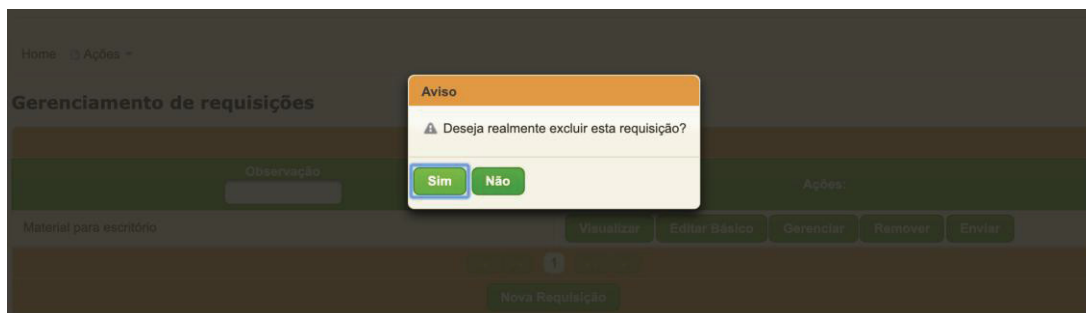 Home Ações
Gerenciamento de requisições
Aviso
Deseja realmente excluir esta requisição?
Sim Não
Observação Ações:
Material para escritório Visualizar Editar Básico Gerenciar Remover Enviar
1
Nova Requisição